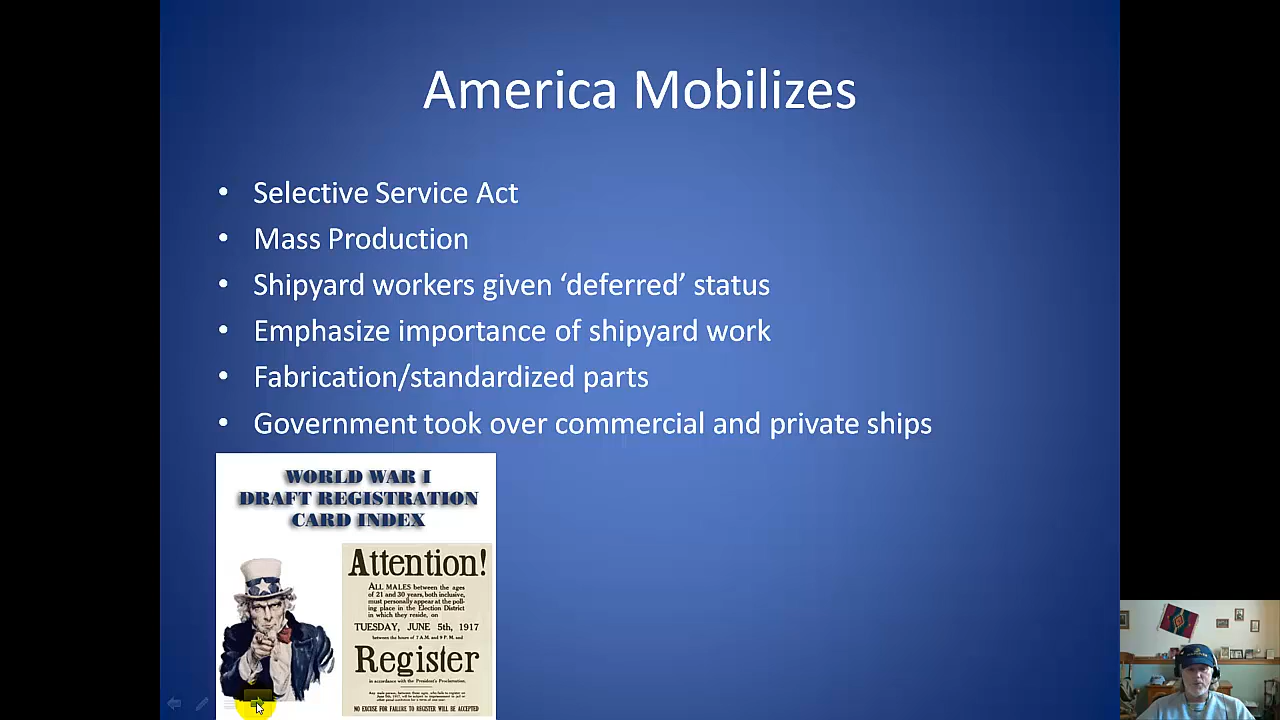 America Mobilizes
• Selective Service Act
• Mass Production
• Shipyard workers given ‘deferred’ status
• Emphasize importance of shipyard work
• Fabrication/standardized parts
• Government took over commercial and private ships
WORLD WAR I
DRAFT REGISTRATION
CARD INDEX
Attention!
ALL MALES between the ages
of 21 and 30 years, both inclusive,
must personally appear at the poll-
ing place in the Election District
in which they reside, on
TUESDAY, JUNE 5th, 1917
between the hours of 7 A.M. and 9 P.M. and
Register
in accordance with the President's Proclamation.
NO EXCUSE FOR FAILURE TO REGISTER WILL BE ACCEPTED